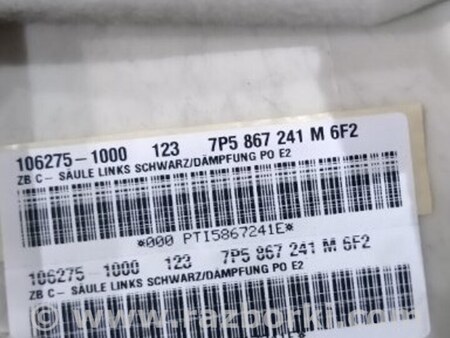 106275-1000 123 7P5 867 241 M 6F2
ZB C- SÄULE LINKS SCHWARZ/DÄMPFUNG PO E2
*000 PTI5867241E*
106275-1000 123 7P5 867 241 M 6F2
ZB C- SÄULE LINKS SCHWARZ/DÄMPFUNG PO E2
www.razborki.com